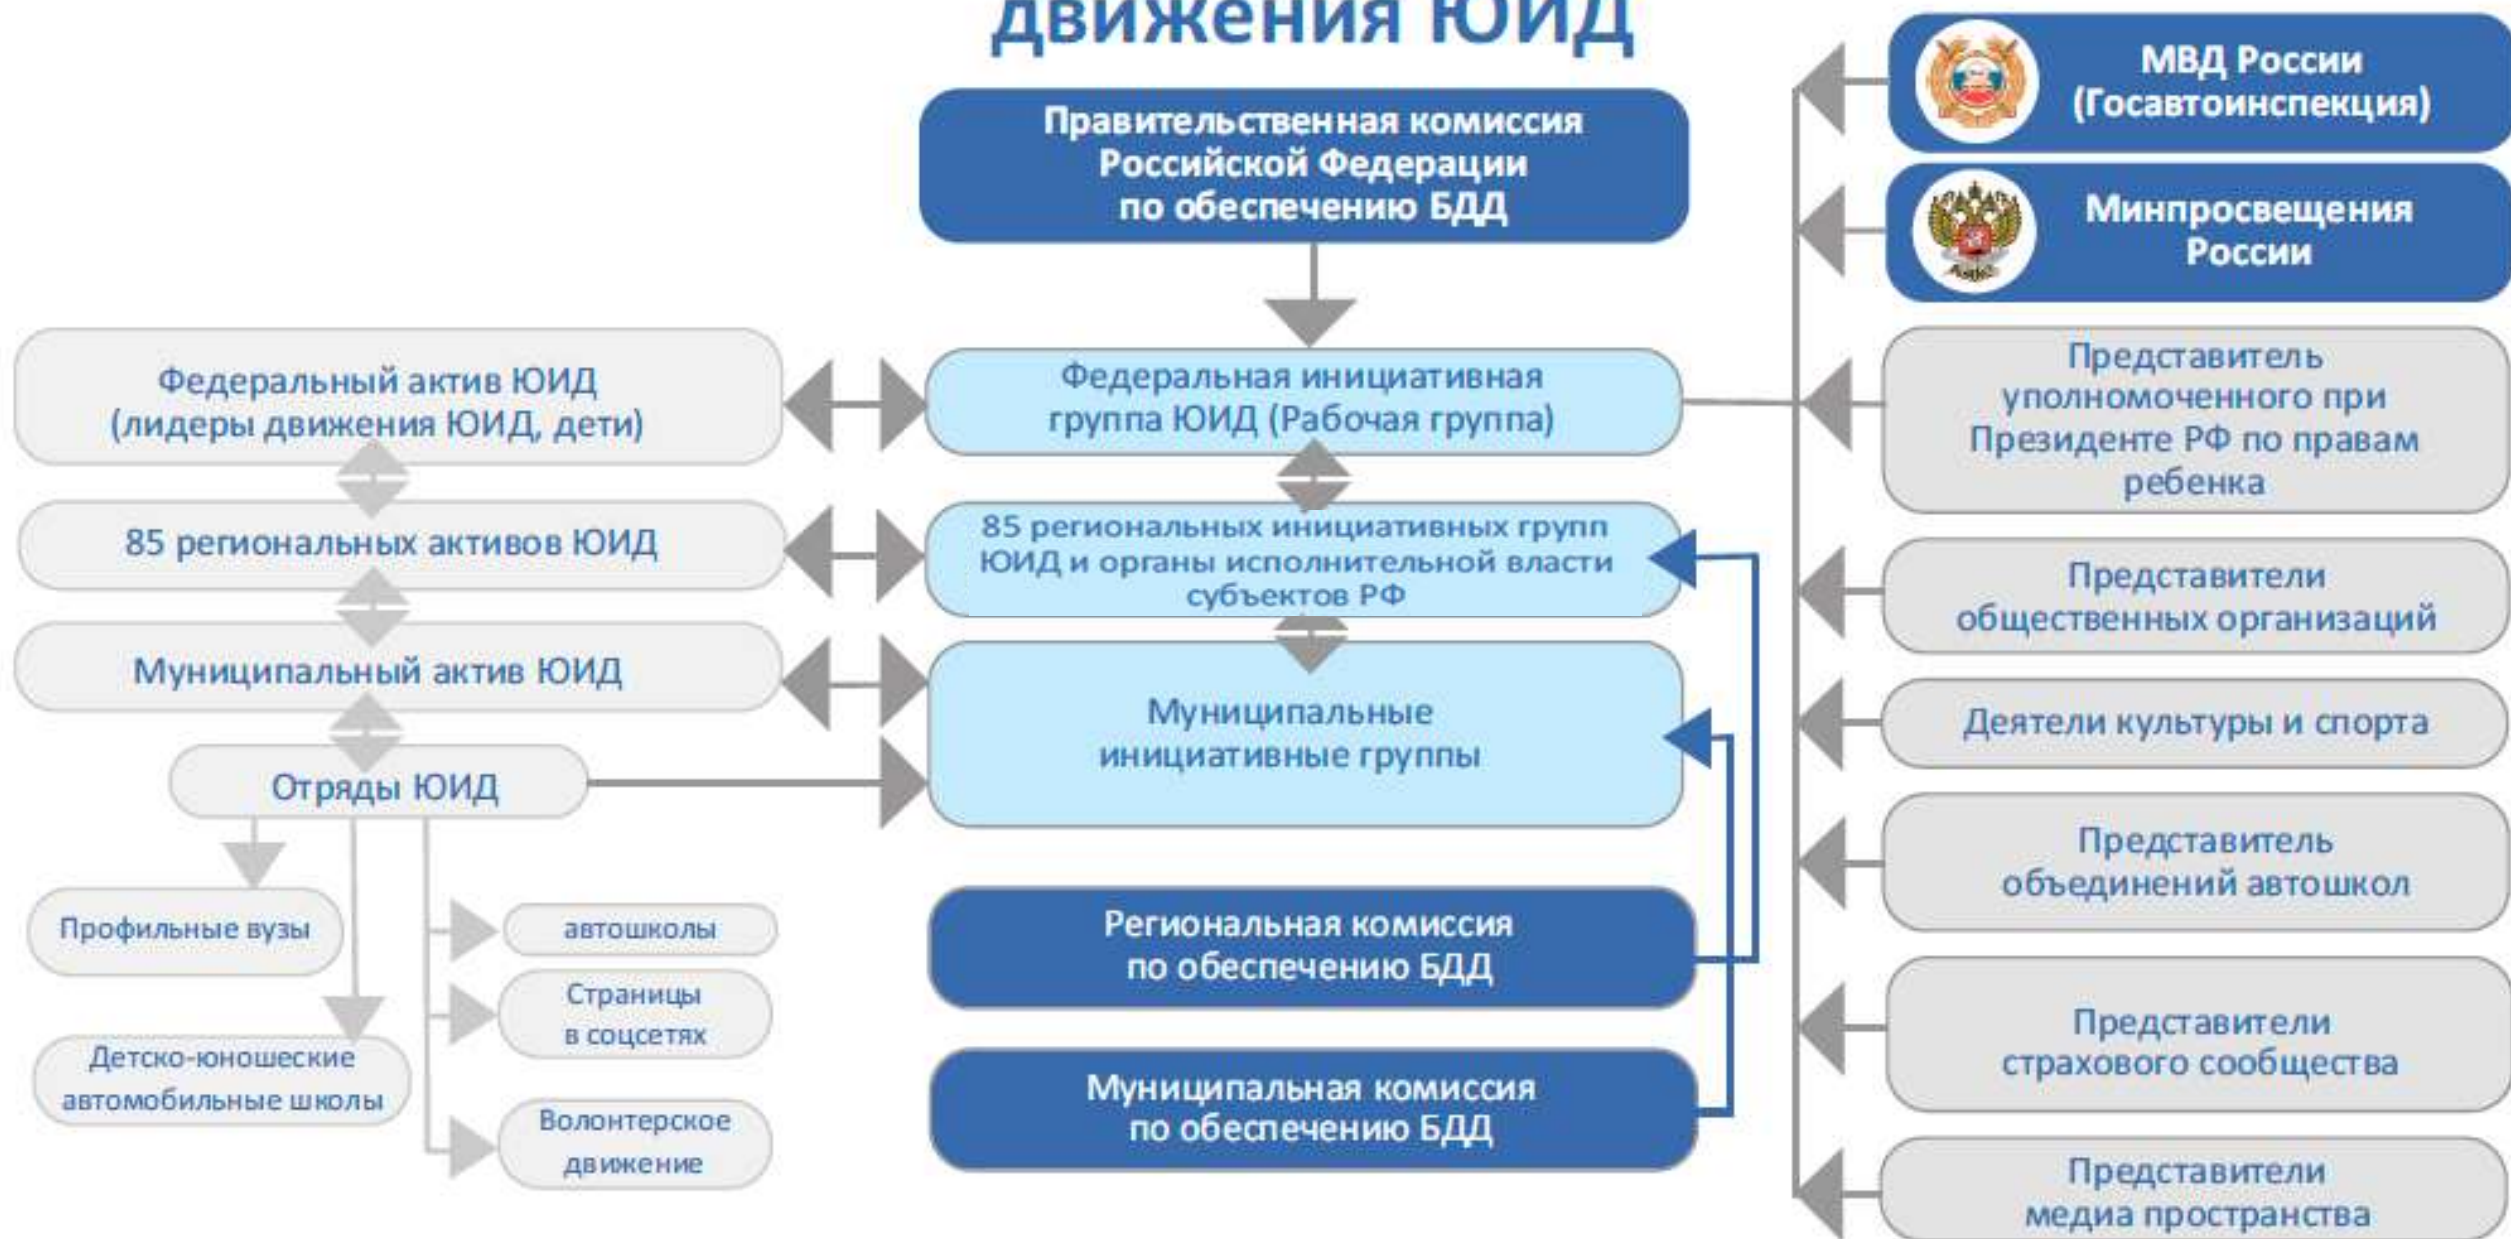 движения ЮИД
Правительственная комиссия
Российской Федерации
по обеспечению БДД
МВД России
(Госавтоинспекция)
Минпросвещения
России
Федеральный актив ЮИД
(лидеры движения ЮИД, дети)
Федеральная инициативная
группа ЮИД (Рабочая группа)
Представитель
уполномоченного при
Президенте РФ по правам
ребенка
85 региональных активов ЮИД
85 региональных инициативных групп
ЮИД и органы исполнительной власти
субъектов РФ
Представители
общественных организаций
Муниципальный актив ЮИД
Муниципальные
инициативные группы
Деятели культуры и спорта
Отряды ЮИД
Представитель
объединений автошкол
Профильные вузы
автошколы
Региональная комиссия
по обеспечению БДД
Страницы
в соцсетях
Представители
страхового сообщества
Детско-юношеские
автомобильные школы
Муниципальная комиссия
по обеспечению БДД
Волонтерское
движение
Представители
медиа пространства